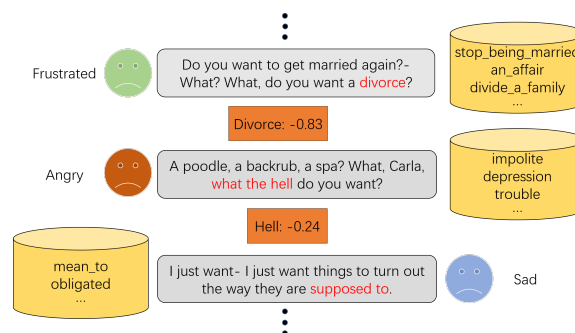 Frustrated
Do you want to get married again?-
What? What, do you want a divorce?
stop_being_married
an_affair
divide_a_family
...
Divorce: -0.83
Angry
A poodle, a backrub, a spa? What, Carla,
what the hell do you want?
impolite
depression
trouble
...
Hell: -0.24
mean_to
obligated
...
I just want- I just want things to turn out
the way they are supposed to.
Sad